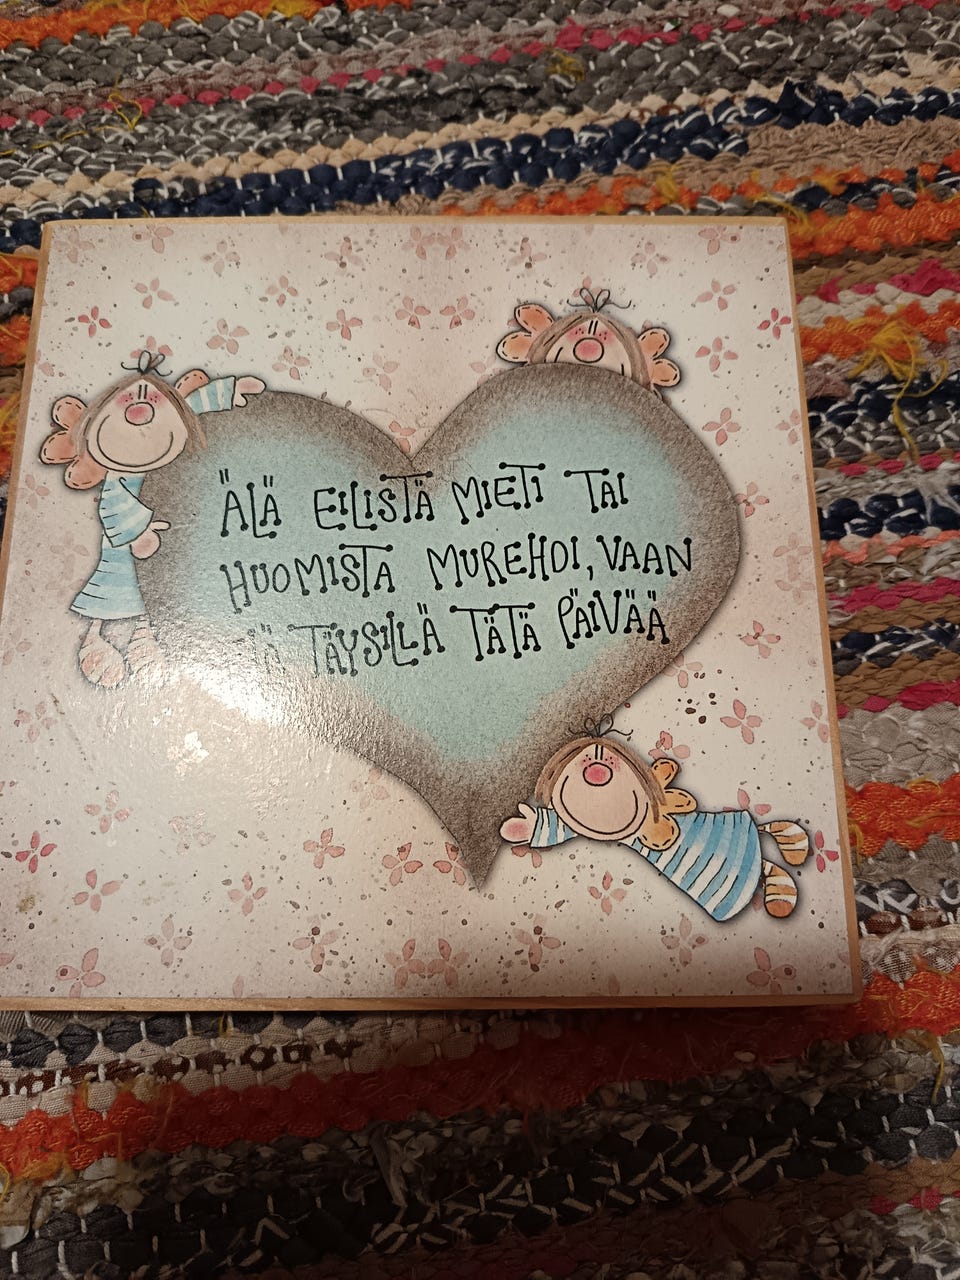 ÄLÄ EILISTÄ MIETI TAI
HUOMISTA MUREHDI, VAAN
TÄYSILLÄ TÄTÄ PÄIVÄÄ